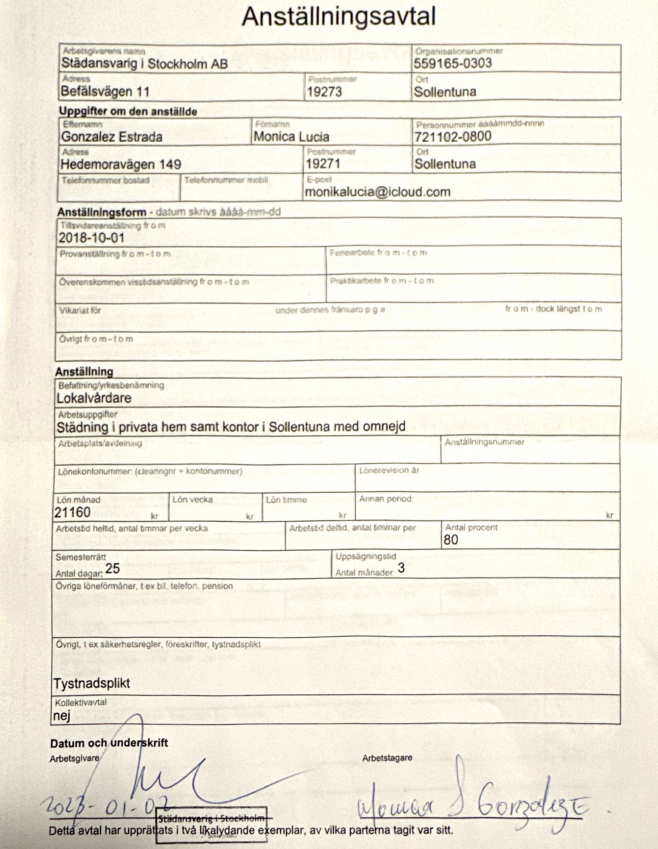 Anställningsavtal
Arbetsgivarens namn Organisationsnummer
Städansvarig i Stockholm AB 559165-0303
Adress Postnummer Ort
Befälsvägen 11 19273 Sollentuna
Uppgifter om den anställde
Efternamn Förnamn Personnummer ååååmmdd-nnnn
Gonzalez Estrada Monica Lucia 721102-0800
Adress Postnummer Ort
Hedemoravägen 149 19271 Sollentuna
Telefonnummer bostad Telefonnummer mobil E-post
monikalucia@icloud.com
Anställningsform - datum skrivs åååå-mm-dd
Tillsvidareanställning fr o m
2018-10-01
Provanställning fr o m - t o m Feriearbete fr o m - t o m
Överenskommen visstidsanställning fr o m - t o m Praktikarbete fr o m - t o m
Vikariat för under dennes frånvaro p g a fr o m - dock längst t o m
Övrigt fr o m - t o m
Anställning
Befattning/yrkesbenämning
Lokalvårdare
Arbetsuppgifter
Städning i privata hem samt kontor i Sollentuna med omnejd
Arbetsplats/avdelning Anställningsnummer
Lönekontonummer: (clearingnr + kontonummer) Lönerevision år
Lön månad Lön vecka Lön timme Annan period:
21160 kr kr kr kr
Arbetstid heltid, antal timmar per vecka Arbetstid deltid, antal timmar per Antal procent
80
Semesterrätt Uppsägningstid
Antal dagar: 25 Antal månader 3
Övriga löneförmåner, t ex bil, telefon, pension
Övrigt, t ex säkerhetsregler, föreskrifter, tystnadsplikt
Tystnadsplikt
Kollektivavtal
nej
Datum och underskrift
Arbetsgivare Arbetstagare
2023-01-02 Monica L Gonzalez E.
Städansvarig i Stockholm
Detta avtal har upprättats i två likalydande exemplar, av vilka parterna tagit var sitt.